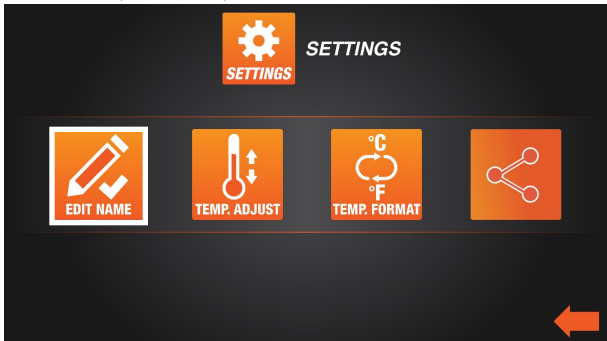 SETTINGS
SETTINGS
EDIT NAME
TEMP. ADJUST
°C
°F
TEMP. FORMAT